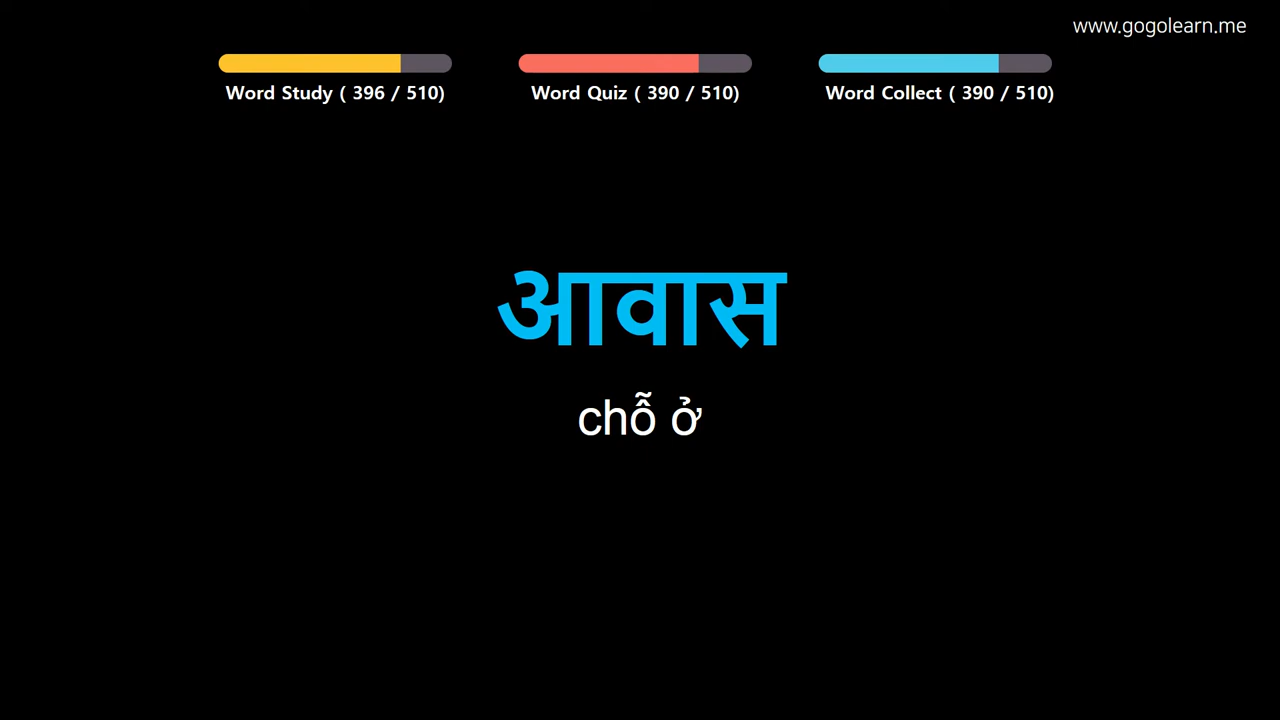 www.gogolearn.me
Word Study ( 396 / 510)
Word Quiz ( 390 / 510)
Word Collect ( 390 / 510)
आवास
chỗ ở